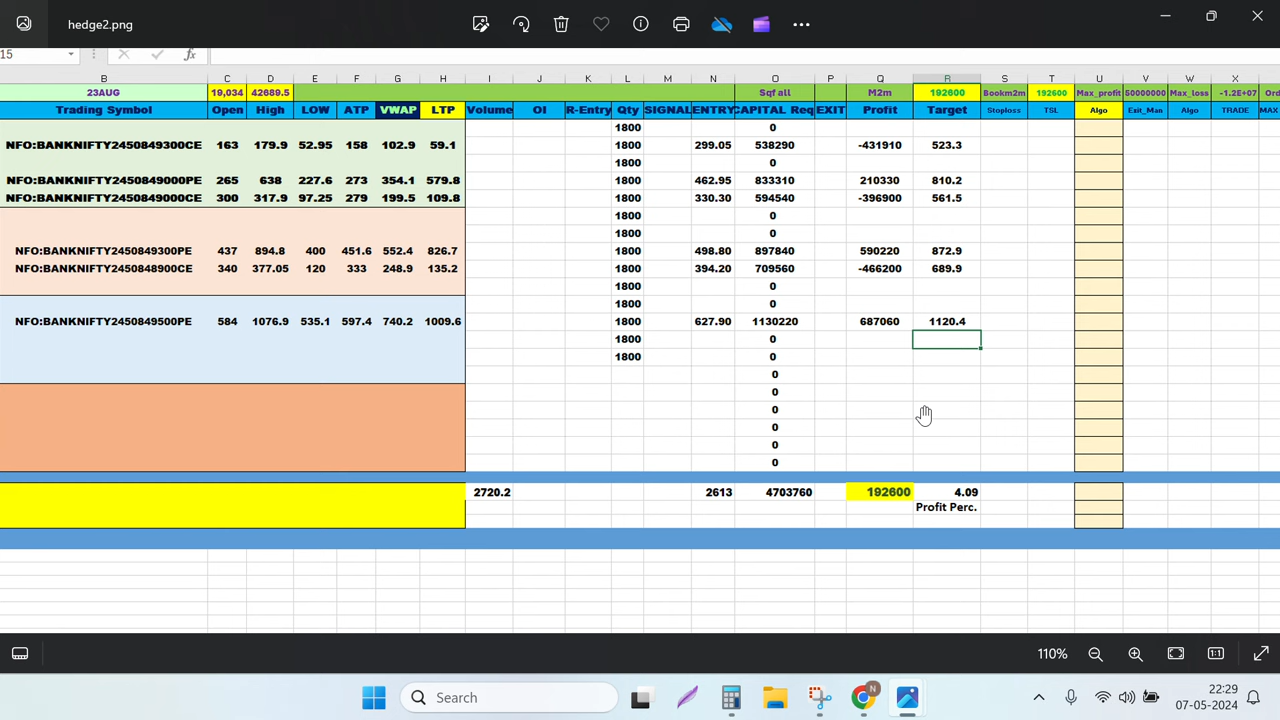 hedge2.png
15 fx
B C D E F G H I J K L M N O P Q R S T U V W X
23AUG 19,034 42689.5 Sqf all M2m 192600 Bookm2m 192600 Max_profit 50000000 Max_loss -1.2E+07 Ord
Trading Symbol Open High LOW ATP VWAP LTP Volume OI R-Entry Qty SIGNAL ENTRY CAPITAL Req EXIT Profit Target Stoploss TSL Algo Exit_Man Algo TRADE MAX
1800 0
NFO:BANKNIFTY2450849300CE 163 179.9 52.95 158 102.9 59.1 1800 299.05 538290 -431910 523.3
1800 0
NFO:BANKNIFTY2450849000PE 265 638 227.6 273 354.1 579.8 1800 462.95 833310 210330 810.2
NFO:BANKNIFTY2450849000CE 300 317.9 97.25 279 199.5 109.8 1800 330.30 594540 -396900 561.5
1800 0
1800 0
NFO:BANKNIFTY2450849300PE 437 894.8 400 451.6 552.4 826.7 1800 498.80 897840 590220 872.9
NFO:BANKNIFTY2450848900CE 340 377.05 120 333 248.9 135.2 1800 394.20 709560 -466200 689.9
1800 0
1800 0
NFO:BANKNIFTY2450849500PE 584 1076.9 535.1 597.4 740.2 1009.6 1800 627.90 1130220 687060 1120.4
1800 0
1800 0
0
0
0
0
0
0
2720.2 2613 4703760 192600 4.09
Profit Perc.
110% 1:1
Search N 22:29
07-05-2024